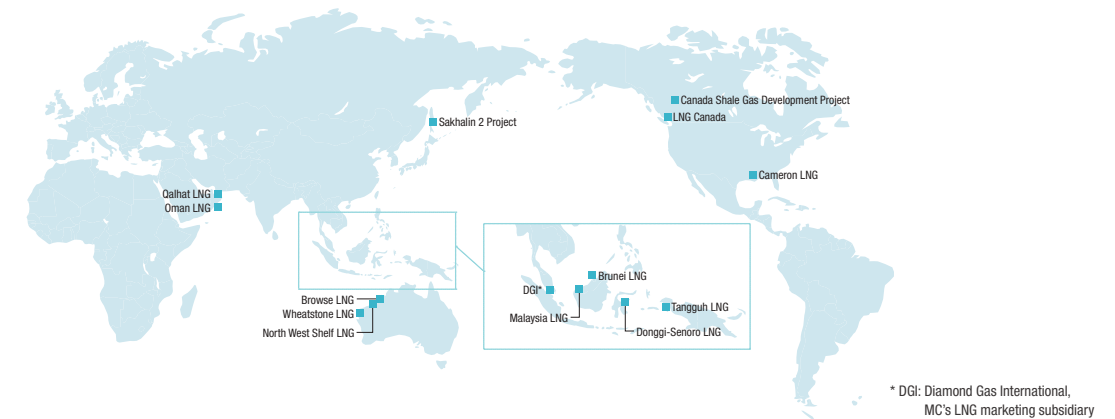 Canada Shale Gas Development Project
LNG Canada
Sakhalin 2 Project
Cameron LNG
Qalhat LNG
Oman LNG
Brunei LNG
DGI*
Tangguh LNG
Malaysia LNG
Donggi-Senoro LNG
Browse LNG
Wheatstone LNG
North West Shelf LNG
* DGI: Diamond Gas International,
MC's LNG marketing subsidiary